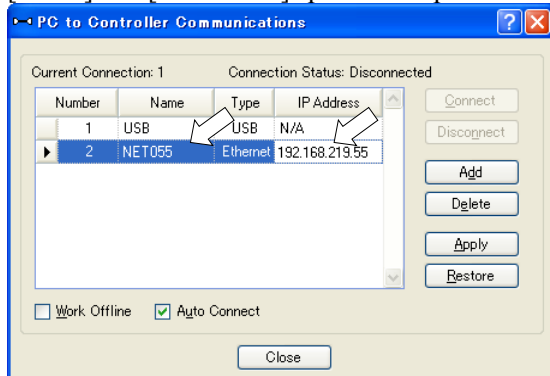 PC to Controller Communications
Current Connection: 1 Connection Status: Disconnected
Number Name Type IP Address
1 USB USB N/A
2 NET055 Ethernet 192.168.219.55
Connect
Disconnect
Add
Delete
Apply
Restore
Work Offline Auto Connect
Close